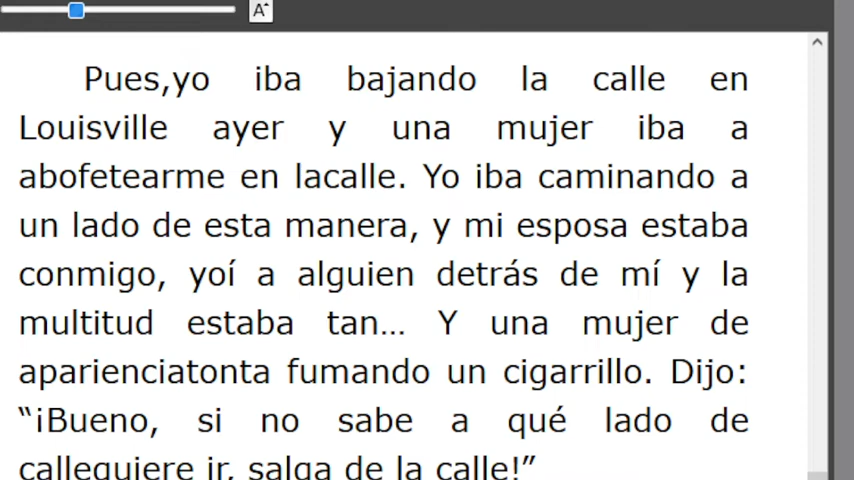 A
Pues,yo iba bajando la calle en
Louisville ayer y una mujer iba a
abofetearme en lacalle. Yo iba caminando a
un lado de esta manera, y mi esposa estaba
conmigo, yoí a alguien detrás de mí y la
multitud estaba tan… Y una mujer de
aparienciatonta fumando un cigarrillo. Dijo:
“¡Bueno, si no sabe a qué lado de
callequiere ir, salga de la calle!”